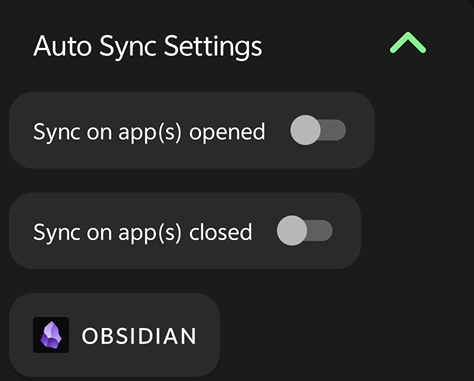 Auto Sync Settings
Sync on app(s) opened
Sync on app(s) closed
OBSIDIAN